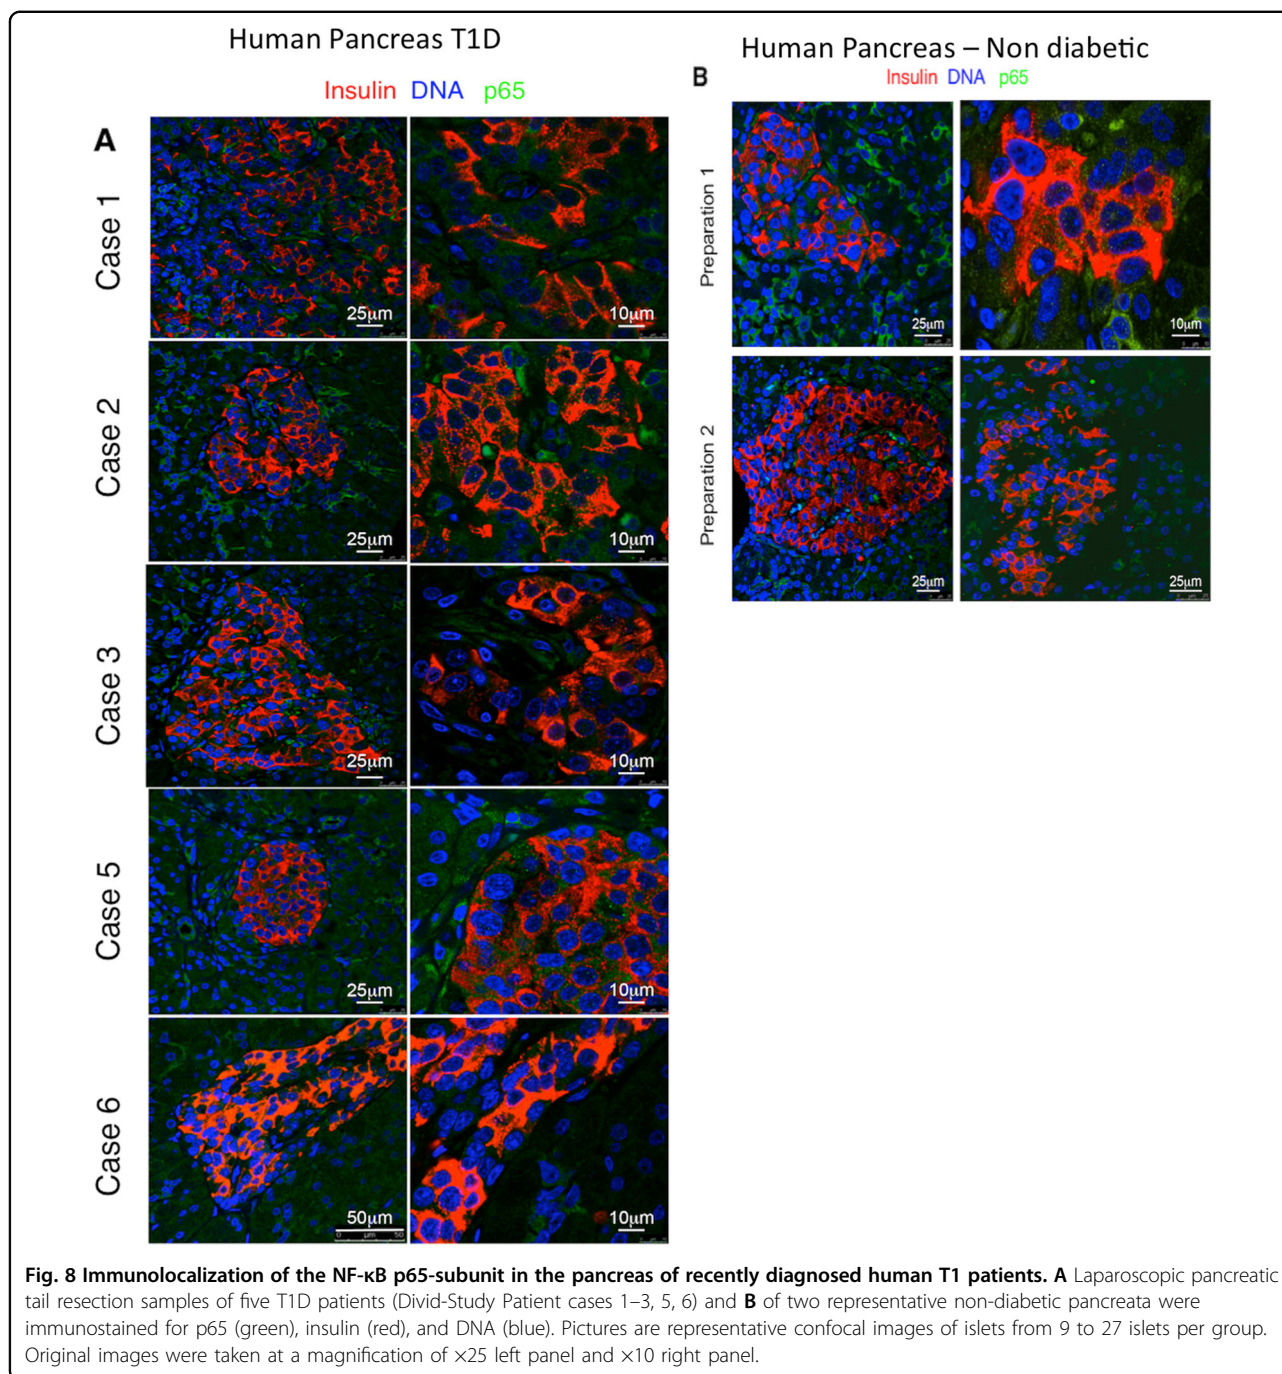 Human Pancreas T1D
Insulin DNA p65
A
Case 1
25µm
10µm
Case 2
25µm
10µm
Case 3
25µm
10µm
Case 5
25µm
10µm
Case 6
50µm
0 µm 50
10µm
Human Pancreas – Non diabetic
B
Insulin DNA p65
Preparation 1
25µm
10µm
Preparation 2
25µm
25µm
Fig. 8 Immunolocalization of the NF-κB p65-subunit in the pancreas of recently diagnosed human T1 patients. A Laparoscopic pancreatic
tail resection samples of five T1D patients (Divid-Study Patient cases 1–3, 5, 6) and B of two representative non-diabetic pancreata were
immunostained for p65 (green), insulin (red), and DNA (blue). Pictures are representative confocal images of islets from 9 to 27 islets per group.
Original images were taken at a magnification of ×25 left panel and ×10 right panel.